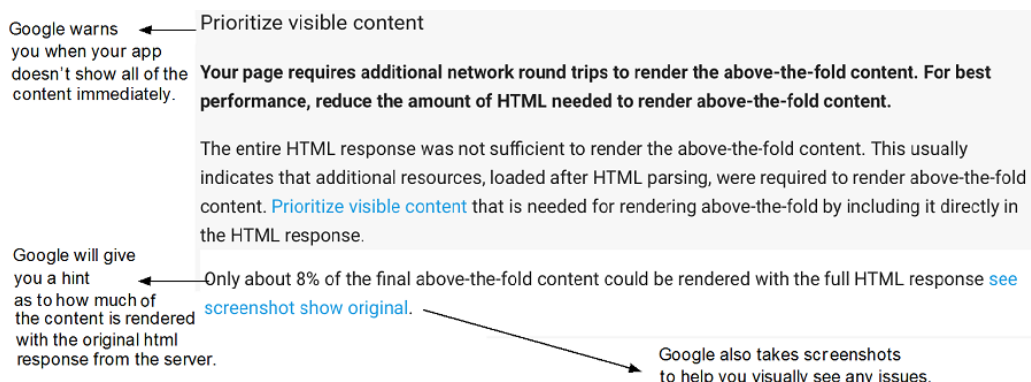 Google warns
you when your app
doesn't show all of the
content immediately.
Prioritize visible content
Your page requires additional network round trips to render the above-the-fold content. For best
performance, reduce the amount of HTML needed to render above-the-fold content.
The entire HTML response was not sufficient to render the above-the-fold content. This usually
indicates that additional resources, loaded after HTML parsing, were required to render above-the-fold
content. Prioritize visible content that is needed for rendering above-the-fold by including it directly in
the HTML response.
Google will give
you a hint
as to how much of
the content is rendered
with the original html
response from the server.
Only about 8% of the final above-the-fold content could be rendered with the full HTML response see
screenshot show original.
Google also takes screenshots
to help you visually see any issues.